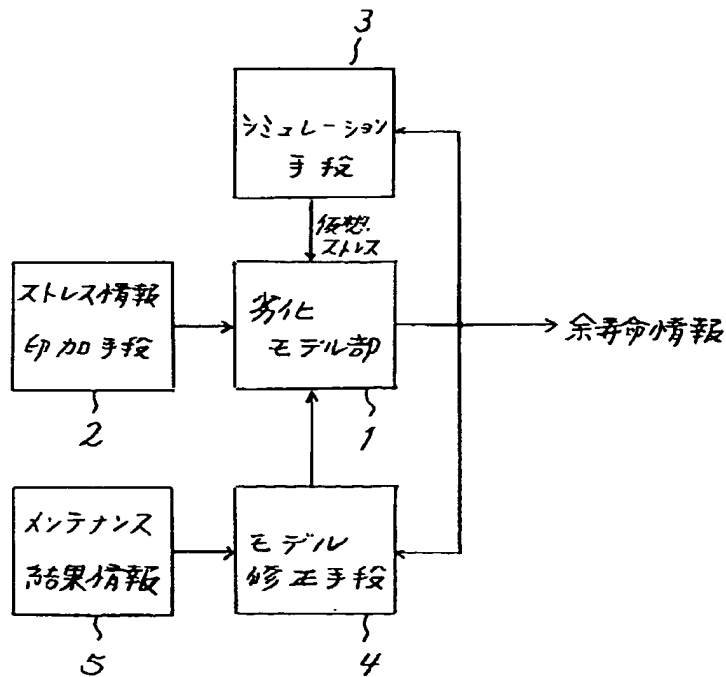 3
シミュレーション
手段
仮想
ストレス
ストレス情報
印加手段
2
劣化
モデル部
1
余寿命情報
メンテナンス
結果情報
5
モデル
修正手段
4